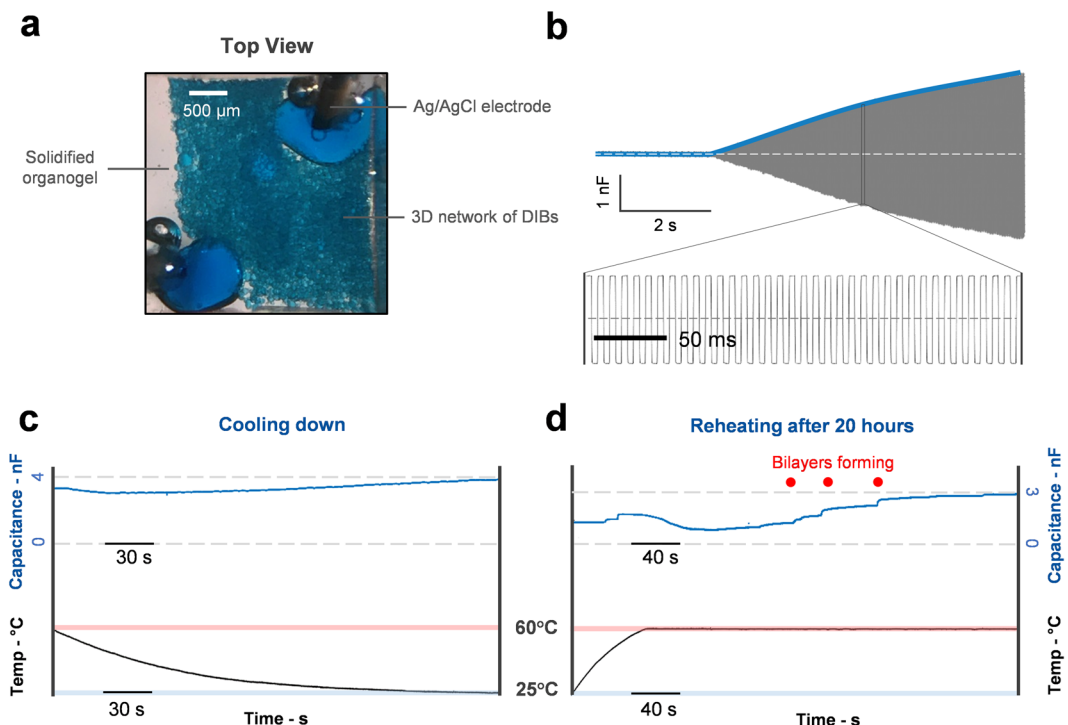 a
Top View
500 µm
Ag/AgCl electrode
Solidified
organogel
3D network of DIBs
b
1 nF
2 s
50 ms
c
Cooling down
Capacitance - nF
4
0
30 s
Temp - °C
60°C
25°C
30 s
Time - s
d
Reheating after 20 hours
Bilayers forming
3
0
Capacitance - nF
40 s
Temp - °C
40 s
Time - s